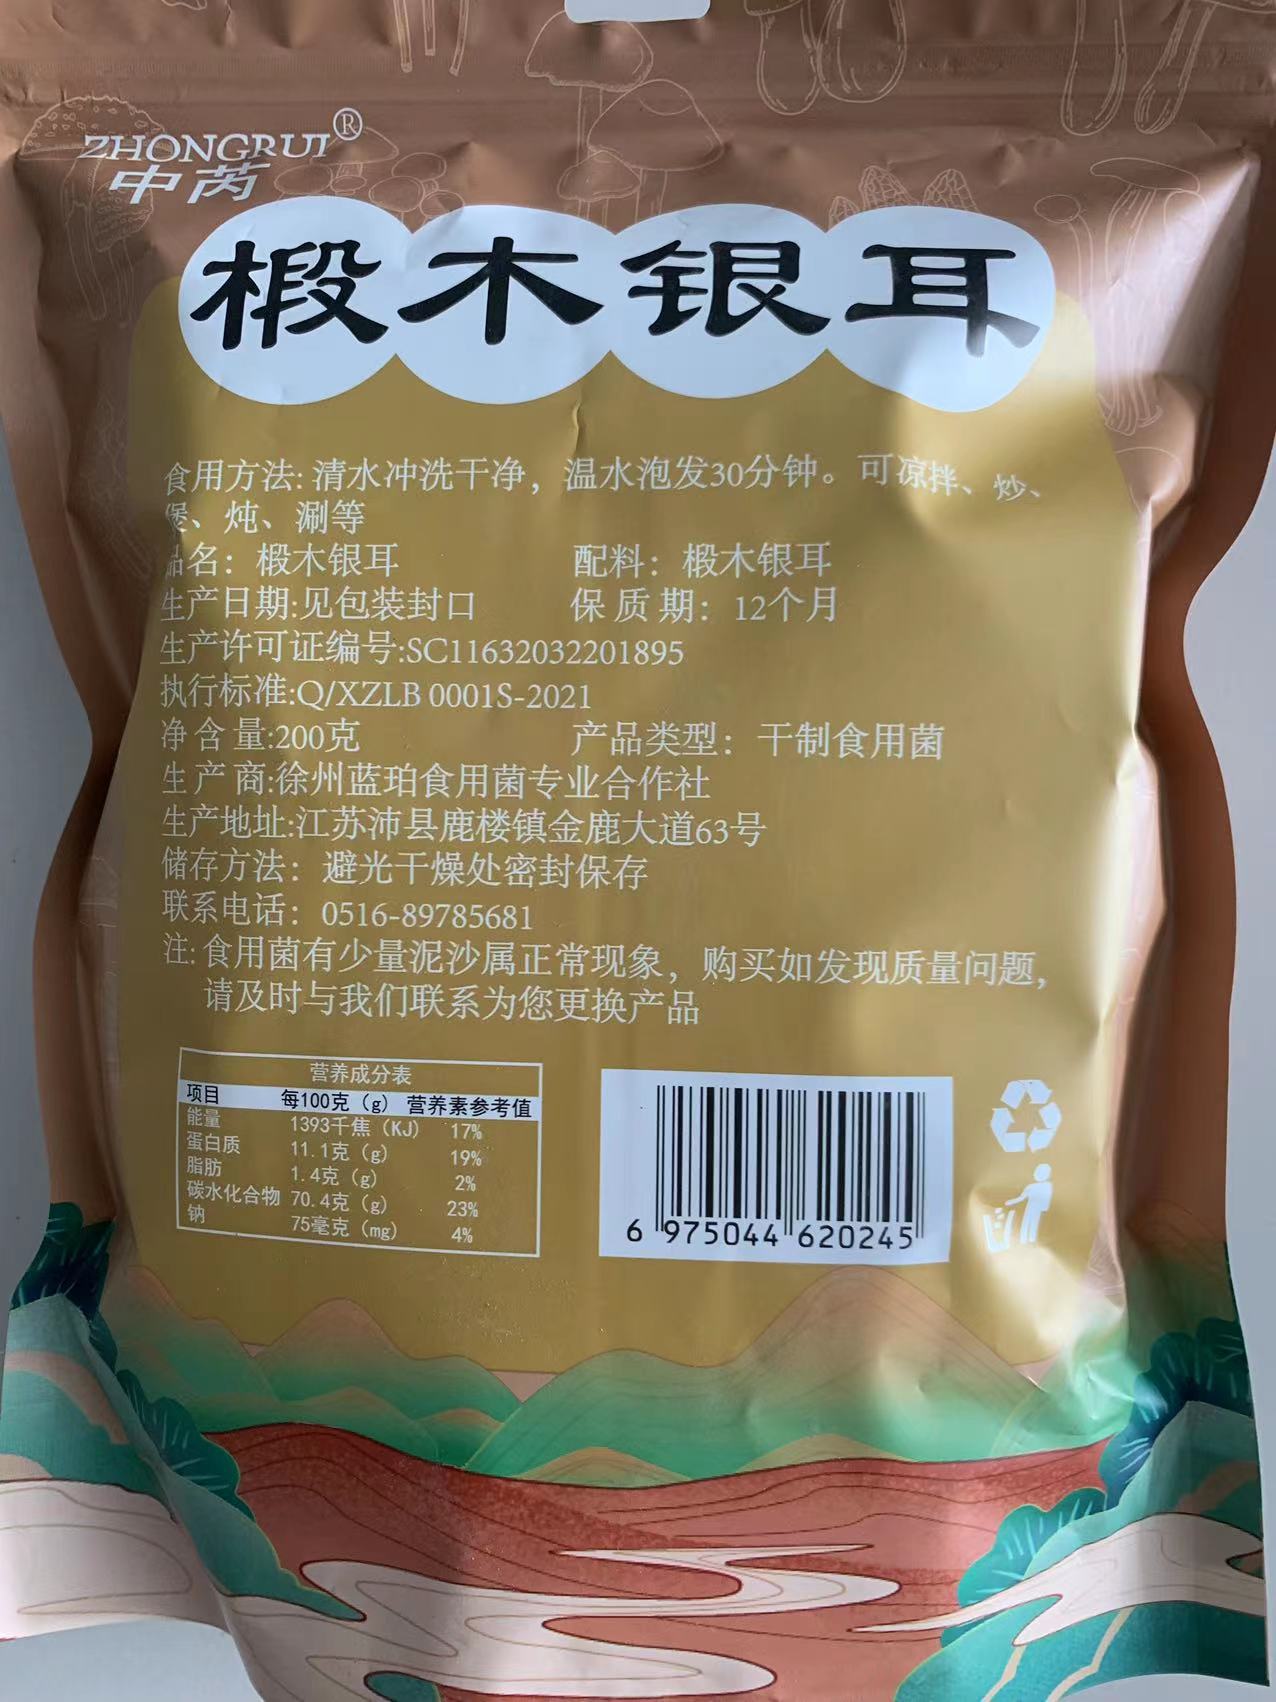 ZHONGRUI®
中芮
椴木银耳
食用方法: 清水冲洗干净，温水泡发30分钟。可凉拌、炒、
煲、炖、涮等
品名：椴木银耳 配料：椴木银耳
生产日期:见包装封口 保质期：12个月
生产许可证编号:SC11632032201895
执行标准:Q/XZLB 0001S-2021
净含量:200克 产品类型：干制食用菌
生产商:徐州蓝珀食用菌专业合作社
生产地址:江苏沛县鹿楼镇金鹿大道63号
储存方法：避光干燥处密封保存
联系电话：0516-89785681
注: 食用菌有少量泥沙属正常现象，购买如发现质量问题，
请及时与我们联系为您更换产品
营养成分表
项目 每100克（g） 营养素参考值
能量 1393千焦（KJ） 17%
蛋白质 11.1克（g） 19%
脂肪 1.4克（g） 2%
碳水化合物 70.4克（g） 23%
钠 75毫克（mg） 4%
6 975044 620245